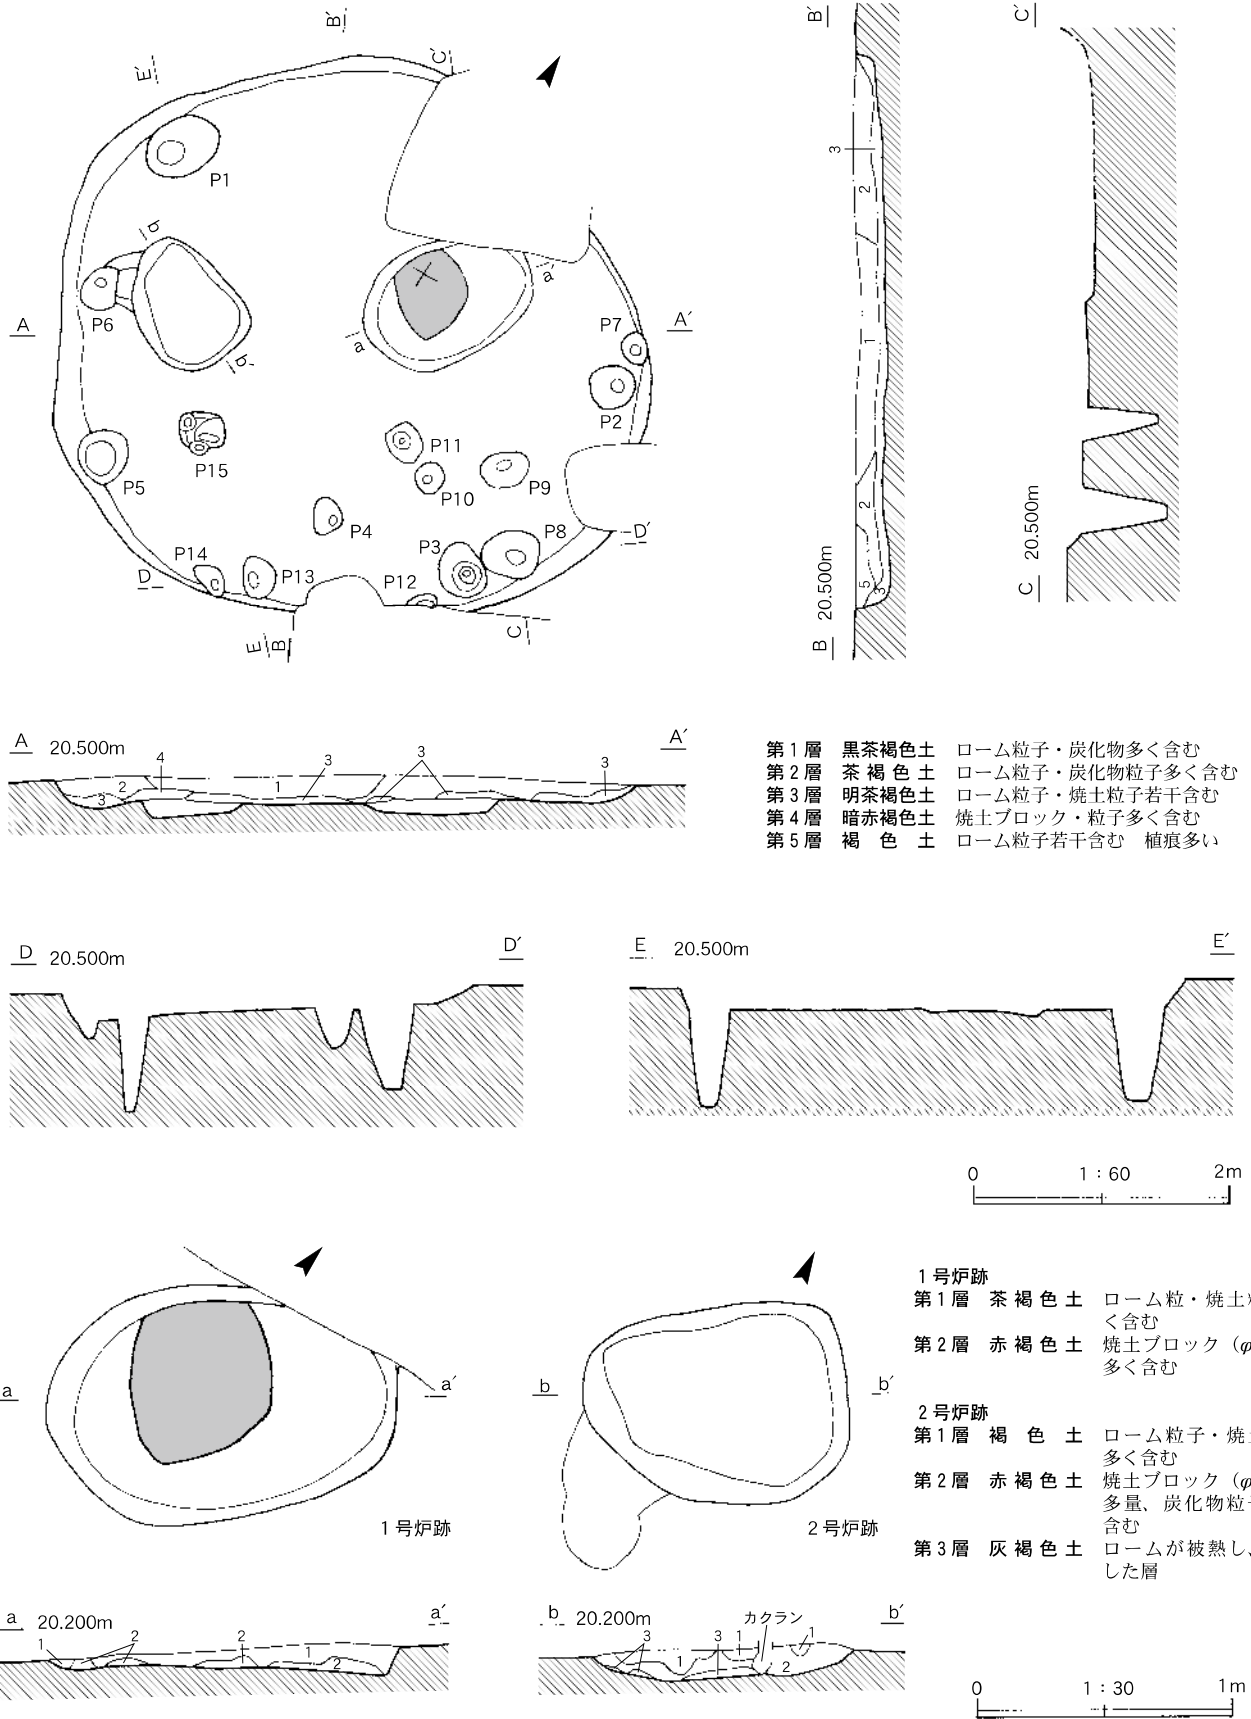 B′
C′
E′
P1
b
P6
A
a′
a
A′
P7
P2
b′
P11
P15
P5
P10
P9
P4
D′
P8
P3
P14
D
P13
P12
E
B
C
B′
3
2
1
2
5
3
20.500m
B
C′
20.500m
C
A 20.500m
A′
4
3
3
3
2
1
3
第1層 黒茶褐色土 ローム粒子・炭化物多く含む
第2層 茶褐色土 ローム粒子・炭化物粒子多く含む
第3層 明茶褐色土 ローム粒子・焼土粒子若干含む
第4層 暗赤褐色土 焼土ブロック・粒子多く含む
第5層 褐色土 ローム粒子若干含む 植痕多い
D 20.500m
D′
E 20.500m
E′
0 1：60 2m
a
a′
1号炉跡
b
b′
2号炉跡
1号炉跡
第1層 茶褐色土 ローム粒・焼土
く含む
第2層 赤褐色土 焼土ブロック（φ
多く含む
2号炉跡
第1層 褐色土 ローム粒子・焼
多く含む
第2層 赤褐色土 焼土ブロック（φ
多量、炭化物粒
含む
第3層 灰褐色土 ロームが被熱し、
した層
a 20.200m
a′
1
2
2
1
2
b 20.200m
カクラン
b′
3
3
1
1
1
2
0 1：30 1m